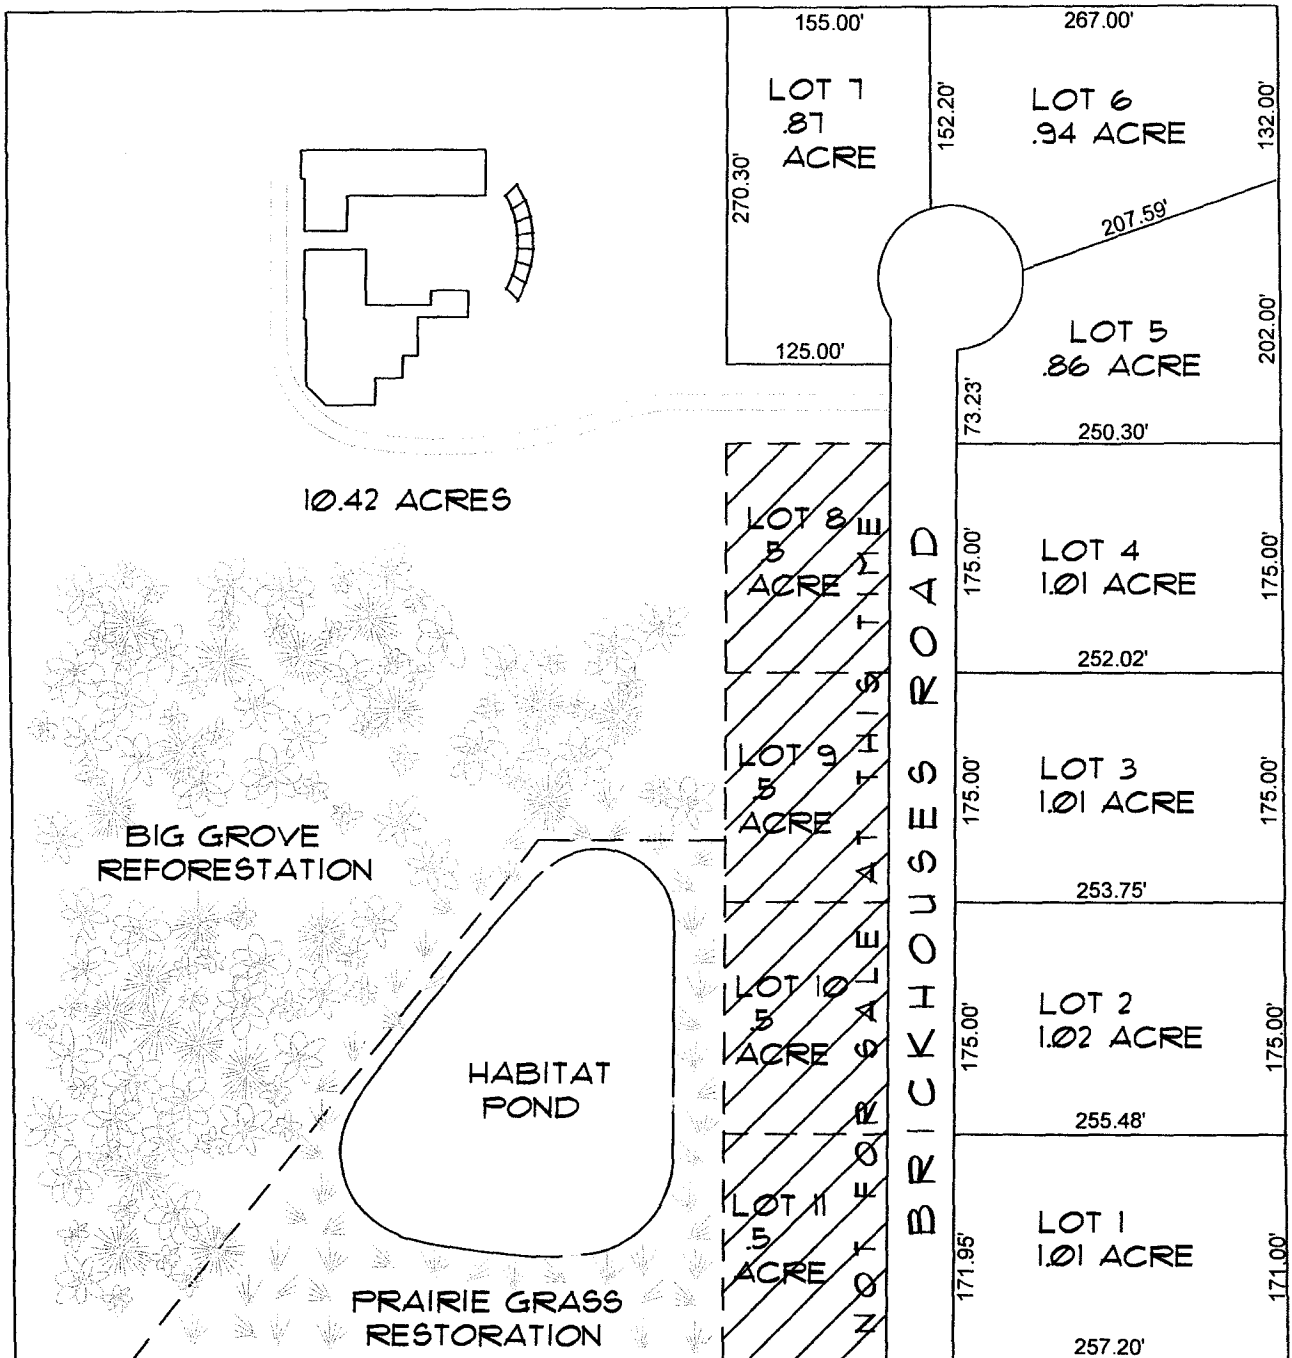 155.00'
267.00'
LOT 7
.87
ACRE
270.30'
152.20'
LOT 6
.94 ACRE
132.00'
207.59'
125.00'
LOT 5
.86 ACRE
202.00'
73.23'
250.30'
10.42 ACRES
LOT 8
.5
ACRE
LOT 4
1.01 ACRE
175.00'
175.00'
252.02'
LOT 9
.5
ACRE
LOT 3
1.01 ACRE
175.00'
175.00'
253.75'
BIG GROVE
REFORESTATION
LOT 10
.5
ACRE
LOT 2
1.02 ACRE
175.00'
175.00'
255.48'
HABITAT
POND
LOT 11
.5
ACRE
LOT 1
1.01 ACRE
171.95'
171.00'
257.20'
PRAIRIE GRASS
RESTORATION
NOT FOR SALE AT THIS TIME
BRICKHOUSES ROAD